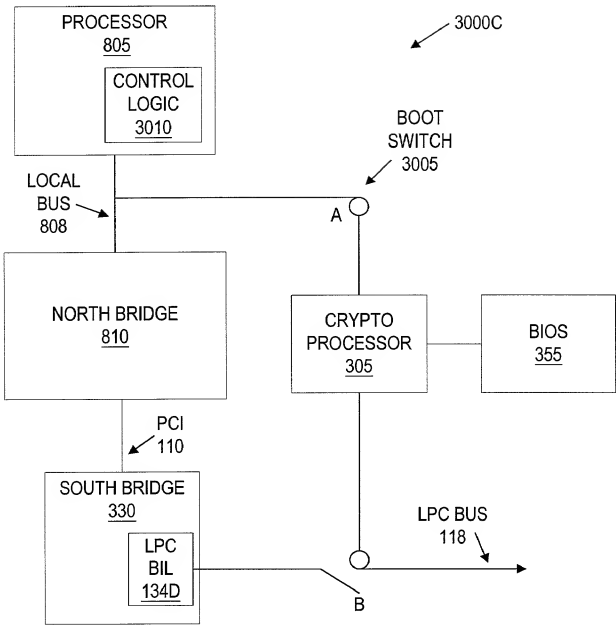 PROCESSOR
805
CONTROL
LOGIC
3010
3000C
BOOT
SWITCH
3005
LOCAL
BUS
808
A
NORTH BRIDGE
810
CRYPTO
PROCESSOR
305
BIOS
355
PCI
110
SOUTH BRIDGE
330
LPC
BIL
134D
LPC BUS
118
B